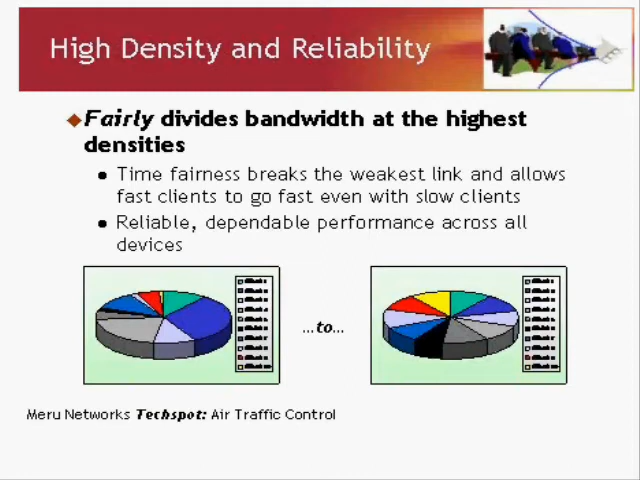 High Density and Reliability
Fairly divides bandwidth at the highest
densities
Time fairness breaks the weakest link and allows
fast clients to go fast even with slow clients
Reliable, dependable performance across all
devices
...to...
Meru Networks Techspot: Air Traffic Control